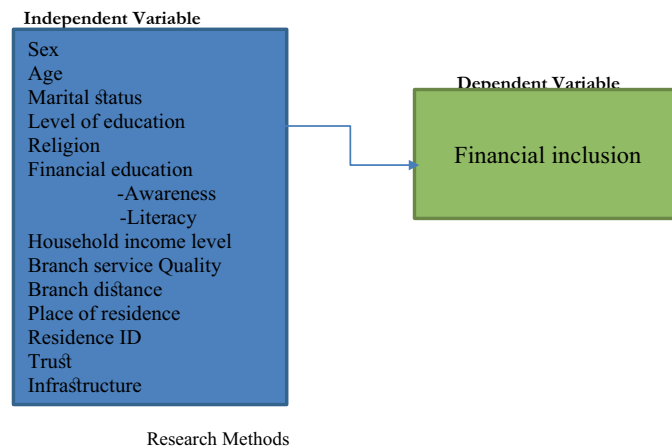 Independent Variable
Sex
Age
Marital status
Level of education
Religion
Financial education
-Awareness
-Literacy
Household income level
Branch service Quality
Branch distance
Place of residence
Residence ID
Trust
Infrastructure
Dependent Variable
Financial inclusion
Research Methods